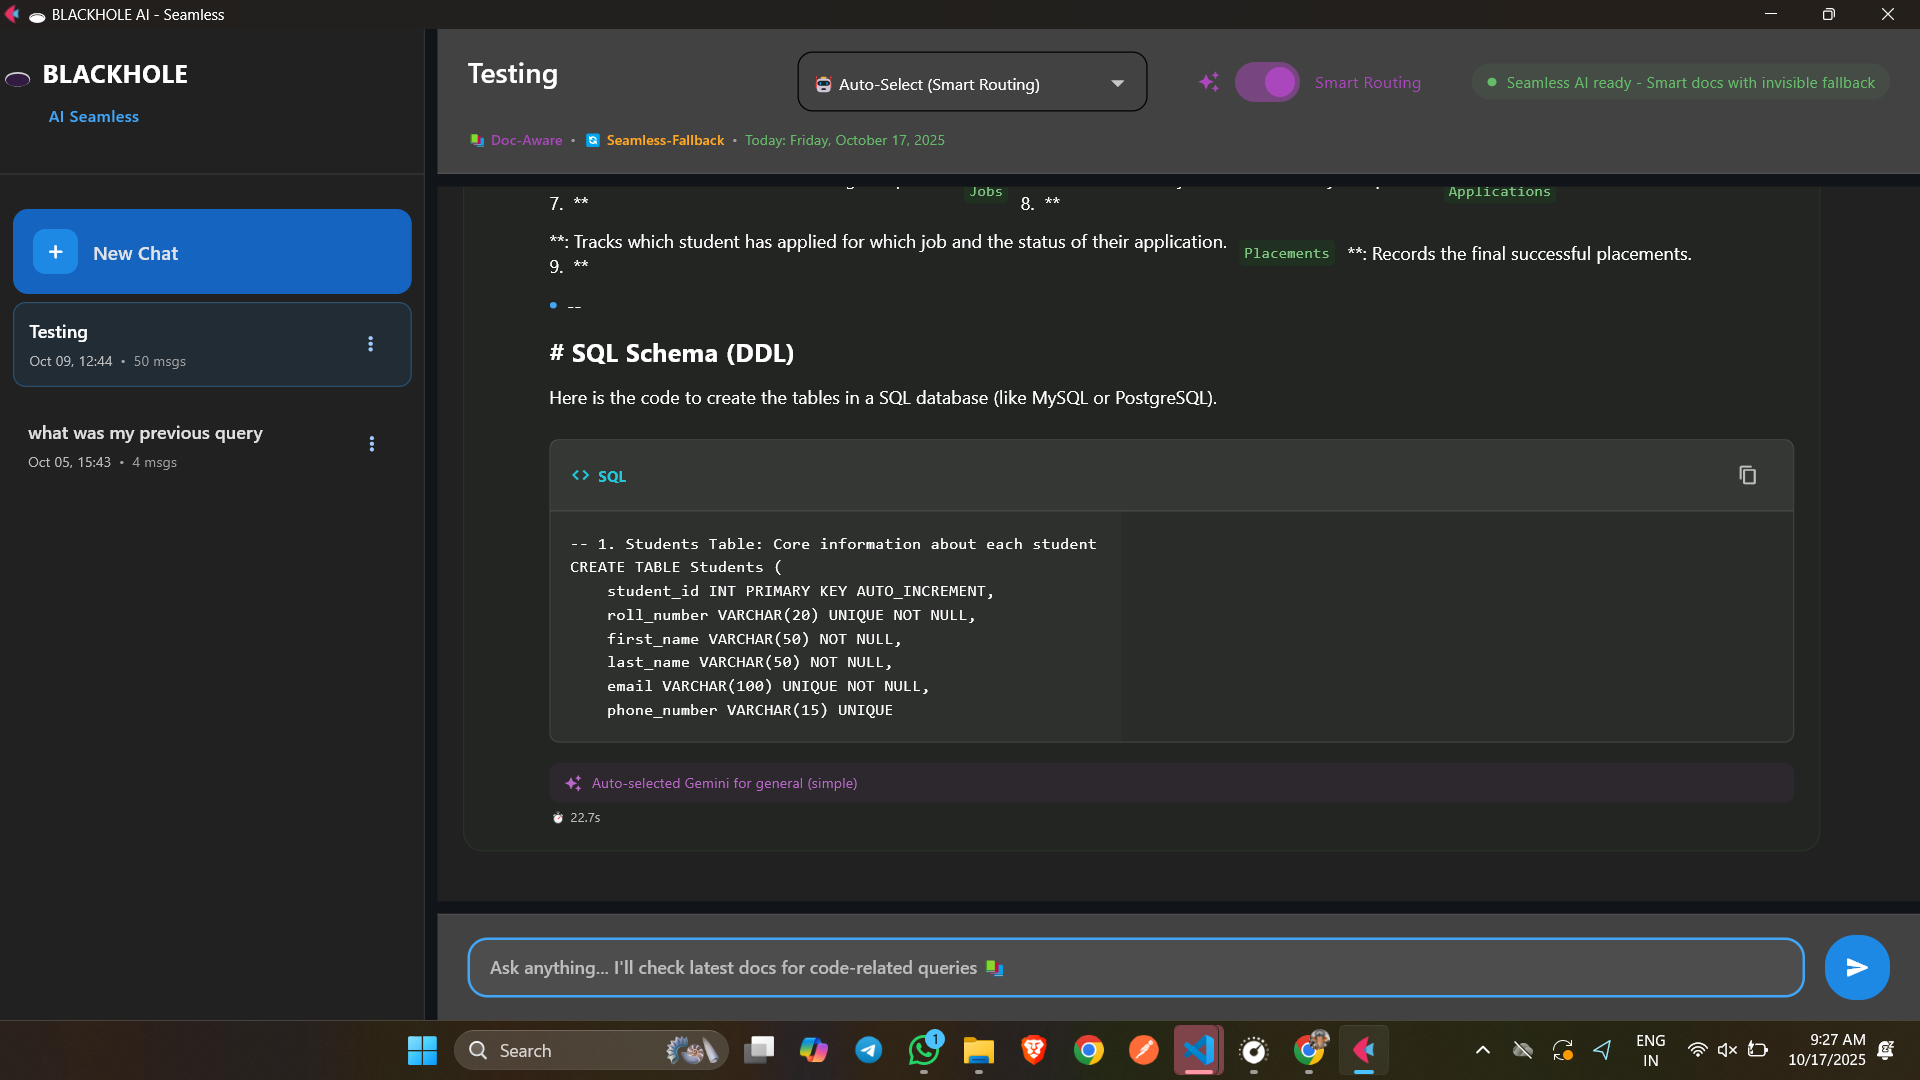 BLACKHOLE AI - Seamless
BLACKHOLE
AI Seamless
New Chat
Testing
Oct 09, 12:44 • 50 msgs
what was my previous query
Oct 05, 15:43 • 4 msgs
Testing
Auto-Select (Smart Routing)
Smart Routing
Seamless AI ready - Smart docs with invisible fallback
Doc-Aware • Seamless-Fallback • Today: Friday, October 17, 2025
Jobs
Applications
7. **
8. **
**: Tracks which student has applied for which job and the status of their application.
9. **
Placements
**: Records the final successful placements.
• --
# SQL Schema (DDL)
Here is the code to create the tables in a SQL database (like MySQL or PostgreSQL).
<> SQL
-- 1. Students Table: Core information about each student
CREATE TABLE Students (
student_id INT PRIMARY KEY AUTO_INCREMENT,
roll_number VARCHAR(20) UNIQUE NOT NULL,
first_name VARCHAR(50) NOT NULL,
last_name VARCHAR(50) NOT NULL,
email VARCHAR(100) UNIQUE NOT NULL,
phone_number VARCHAR(15) UNIQUE
Auto-selected Gemini for general (simple)
22.7s
Ask anything... I'll check latest docs for code-related queries
Search
1
ENG
IN
9:27 AM
10/17/2025